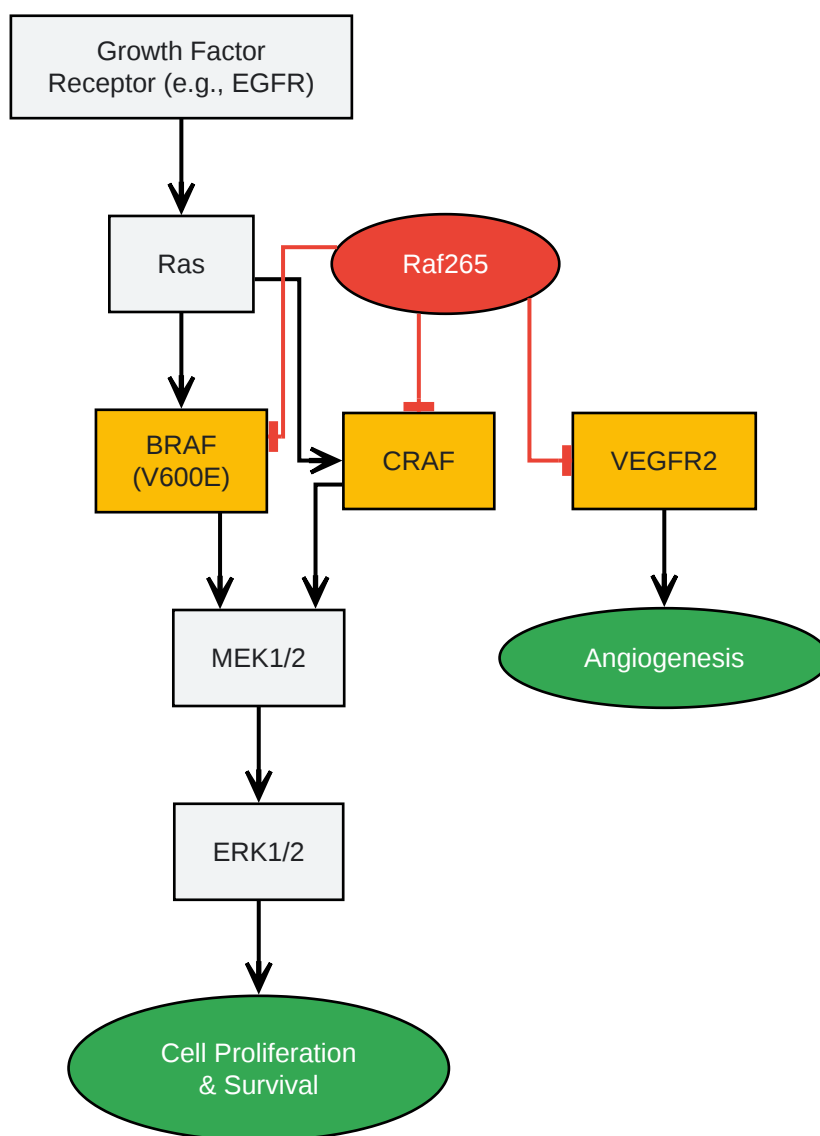 Growth Factor
Receptor (e.g., EGFR)
Ras
Raf265
BRAF
(V600E)
CRAF
VEGFR2
MEK1/2
Angiogenesis
ERK1/2
Cell Proliferation
& Survival